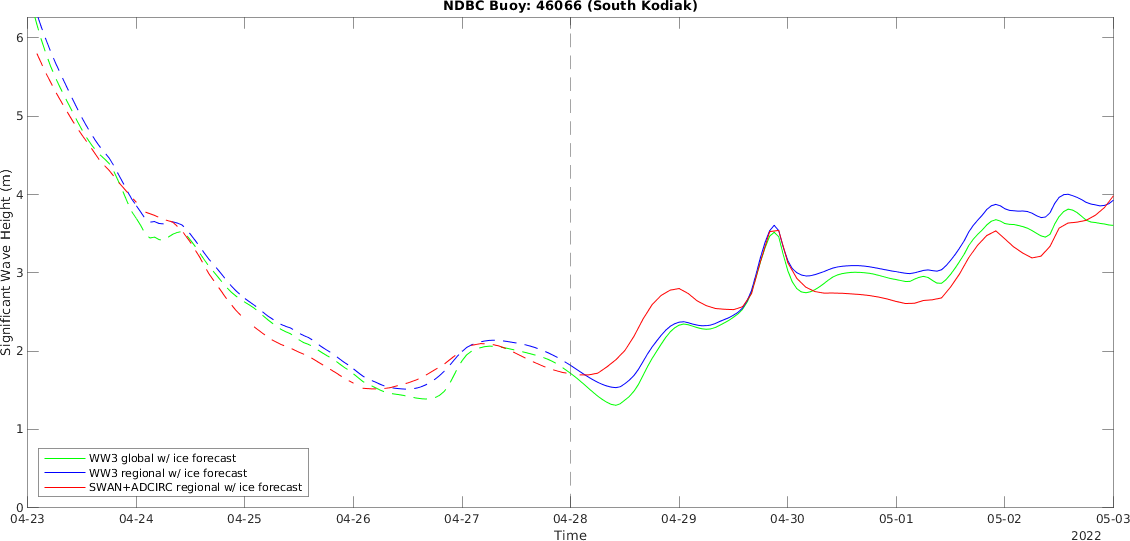 NDBC Buoy: 46066 (South Kodiak)
Significant Wave Height (m)
6
5
4
3
2
1
0
WW3 global w/ ice forecast
WW3 regional w/ ice forecast
SWAN+ADCIRC regional w/ ice forecast
04-23 04-24 04-25 04-26 04-27 04-28 04-29 04-30 05-01 05-02 05-03
Time
2022